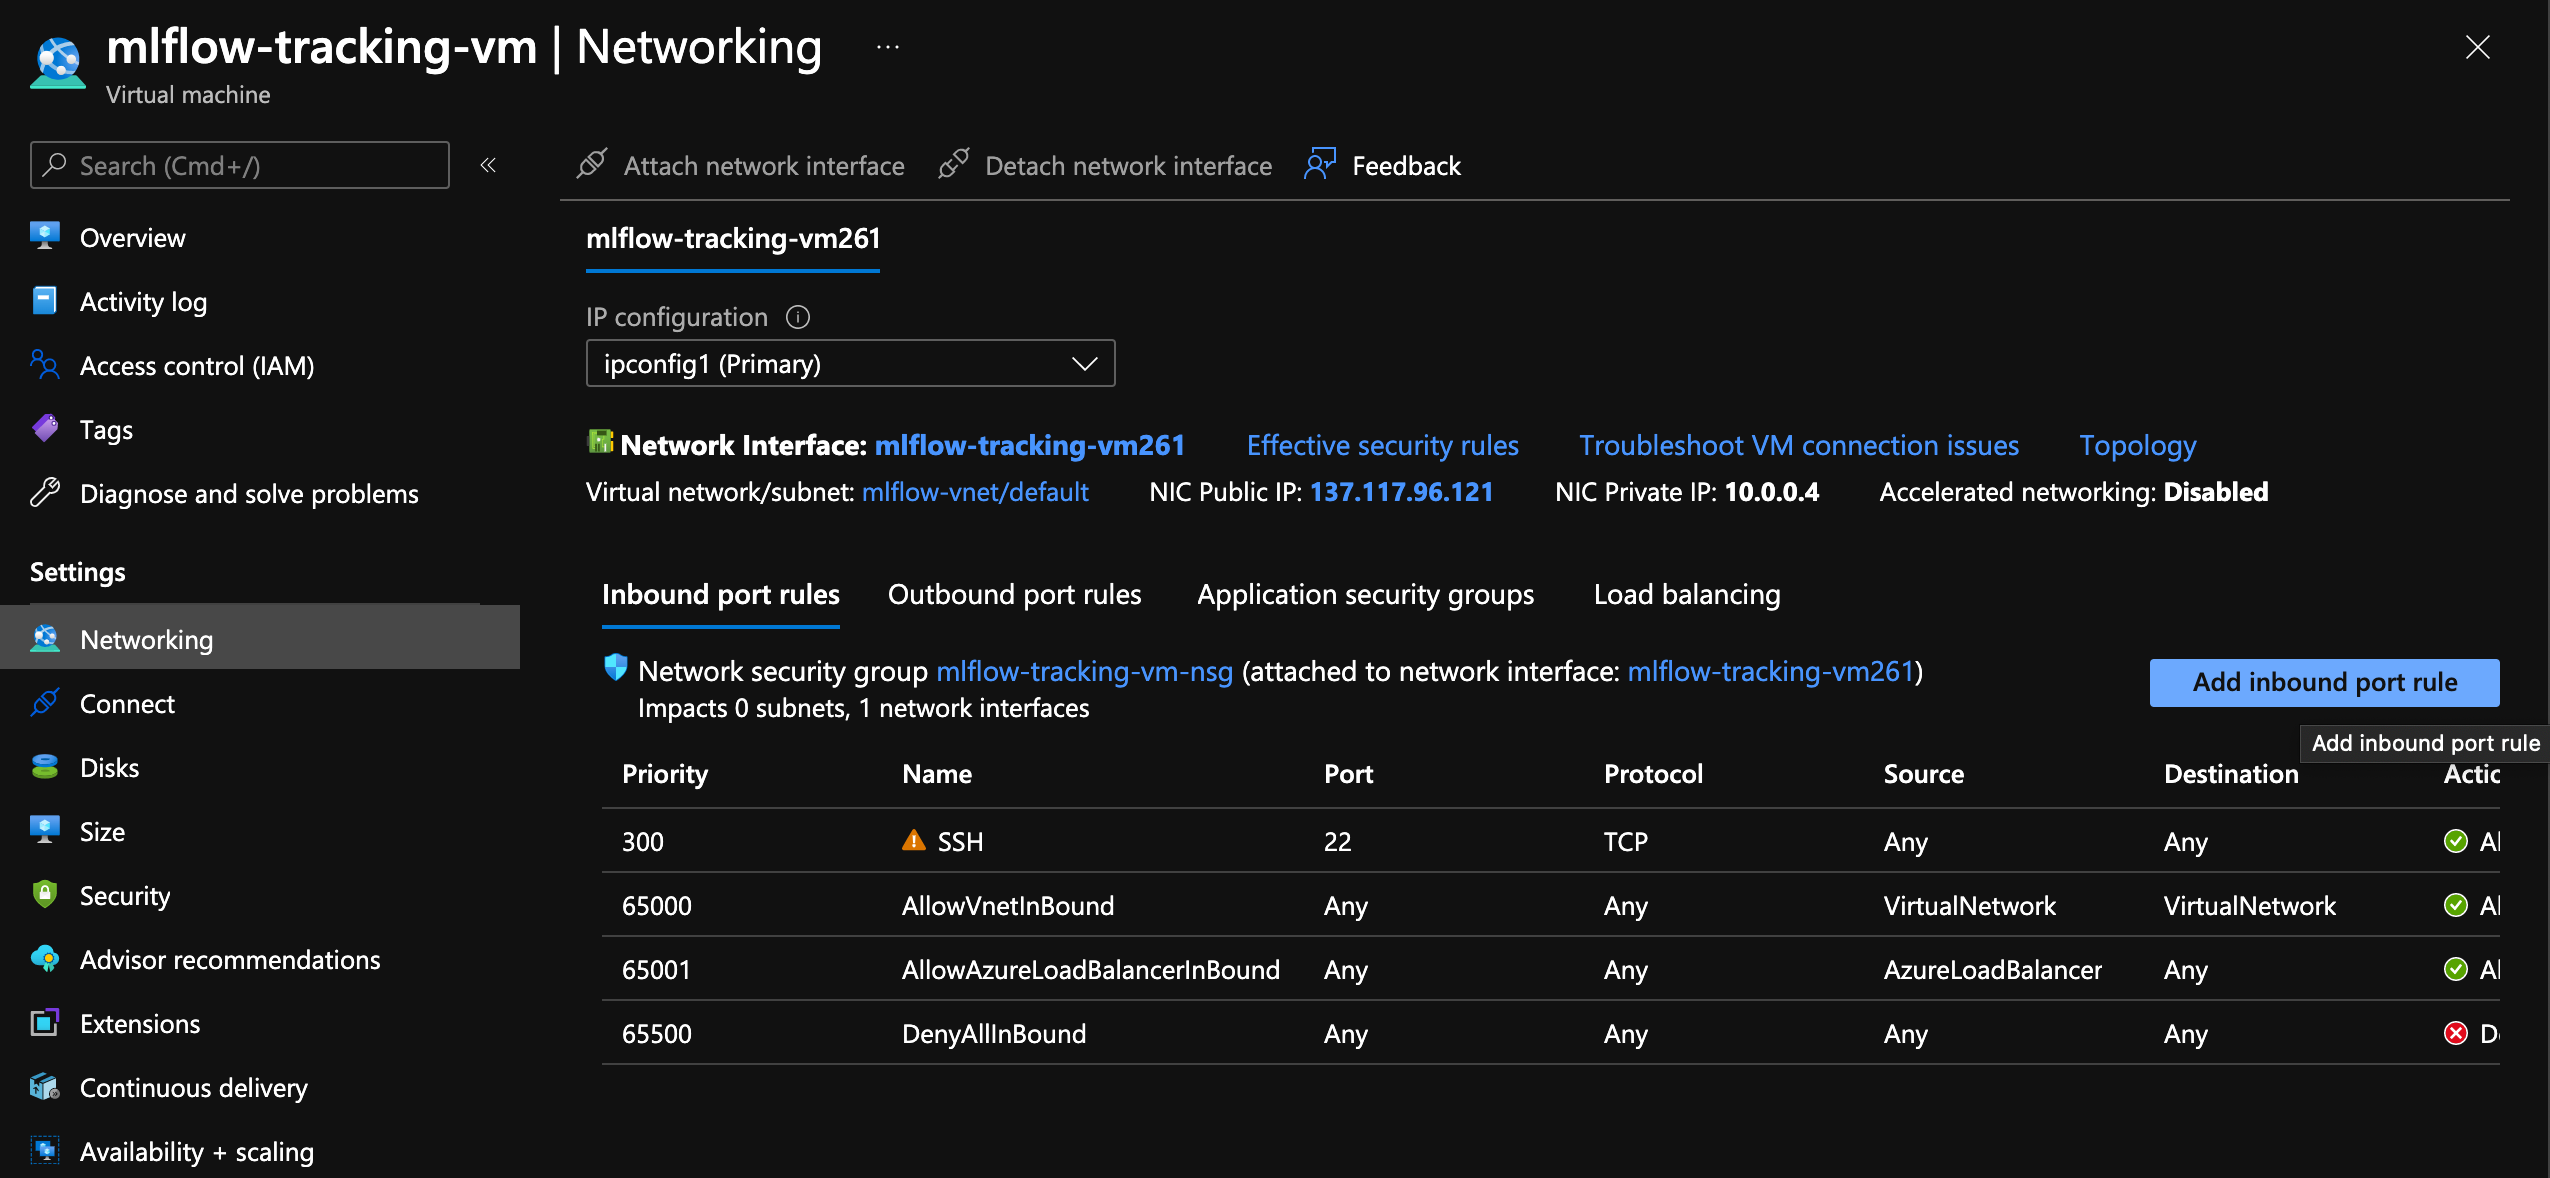 mlflow-tracking-vm | Networking ...
Virtual machine
Search (Cmd+/)
«
Overview
Activity log
Access control (IAM)
Tags
Diagnose and solve problems
Settings
Networking
Connect
Disks
Size
Security
Advisor recommendations
Extensions
Continuous delivery
Availability + scaling
Attach network interface Detach network interface Feedback
mlflow-tracking-vm261
IP configuration
ipconfig1 (Primary)
Network Interface: mlflow-tracking-vm261 Effective security rules Troubleshoot VM connection issues Topology
Virtual network/subnet: mlflow-vnet/default NIC Public IP: 137.117.96.121 NIC Private IP: 10.0.0.4 Accelerated networking: Disabled
Inbound port rules Outbound port rules Application security groups Load balancing
Network security group mlflow-tracking-vm-nsg (attached to network interface: mlflow-tracking-vm261)
Impacts 0 subnets, 1 network interfaces
Add inbound port rule
Add inbound port rule
Priority Name Port Protocol Source Destination
300 SSH 22 TCP Any Any
65000 AllowVnetInBound Any Any VirtualNetwork VirtualNetwork
65001 AllowAzureLoadBalancerInBound Any Any AzureLoadBalancer Any
65500 DenyAllInBound Any Any Any Any